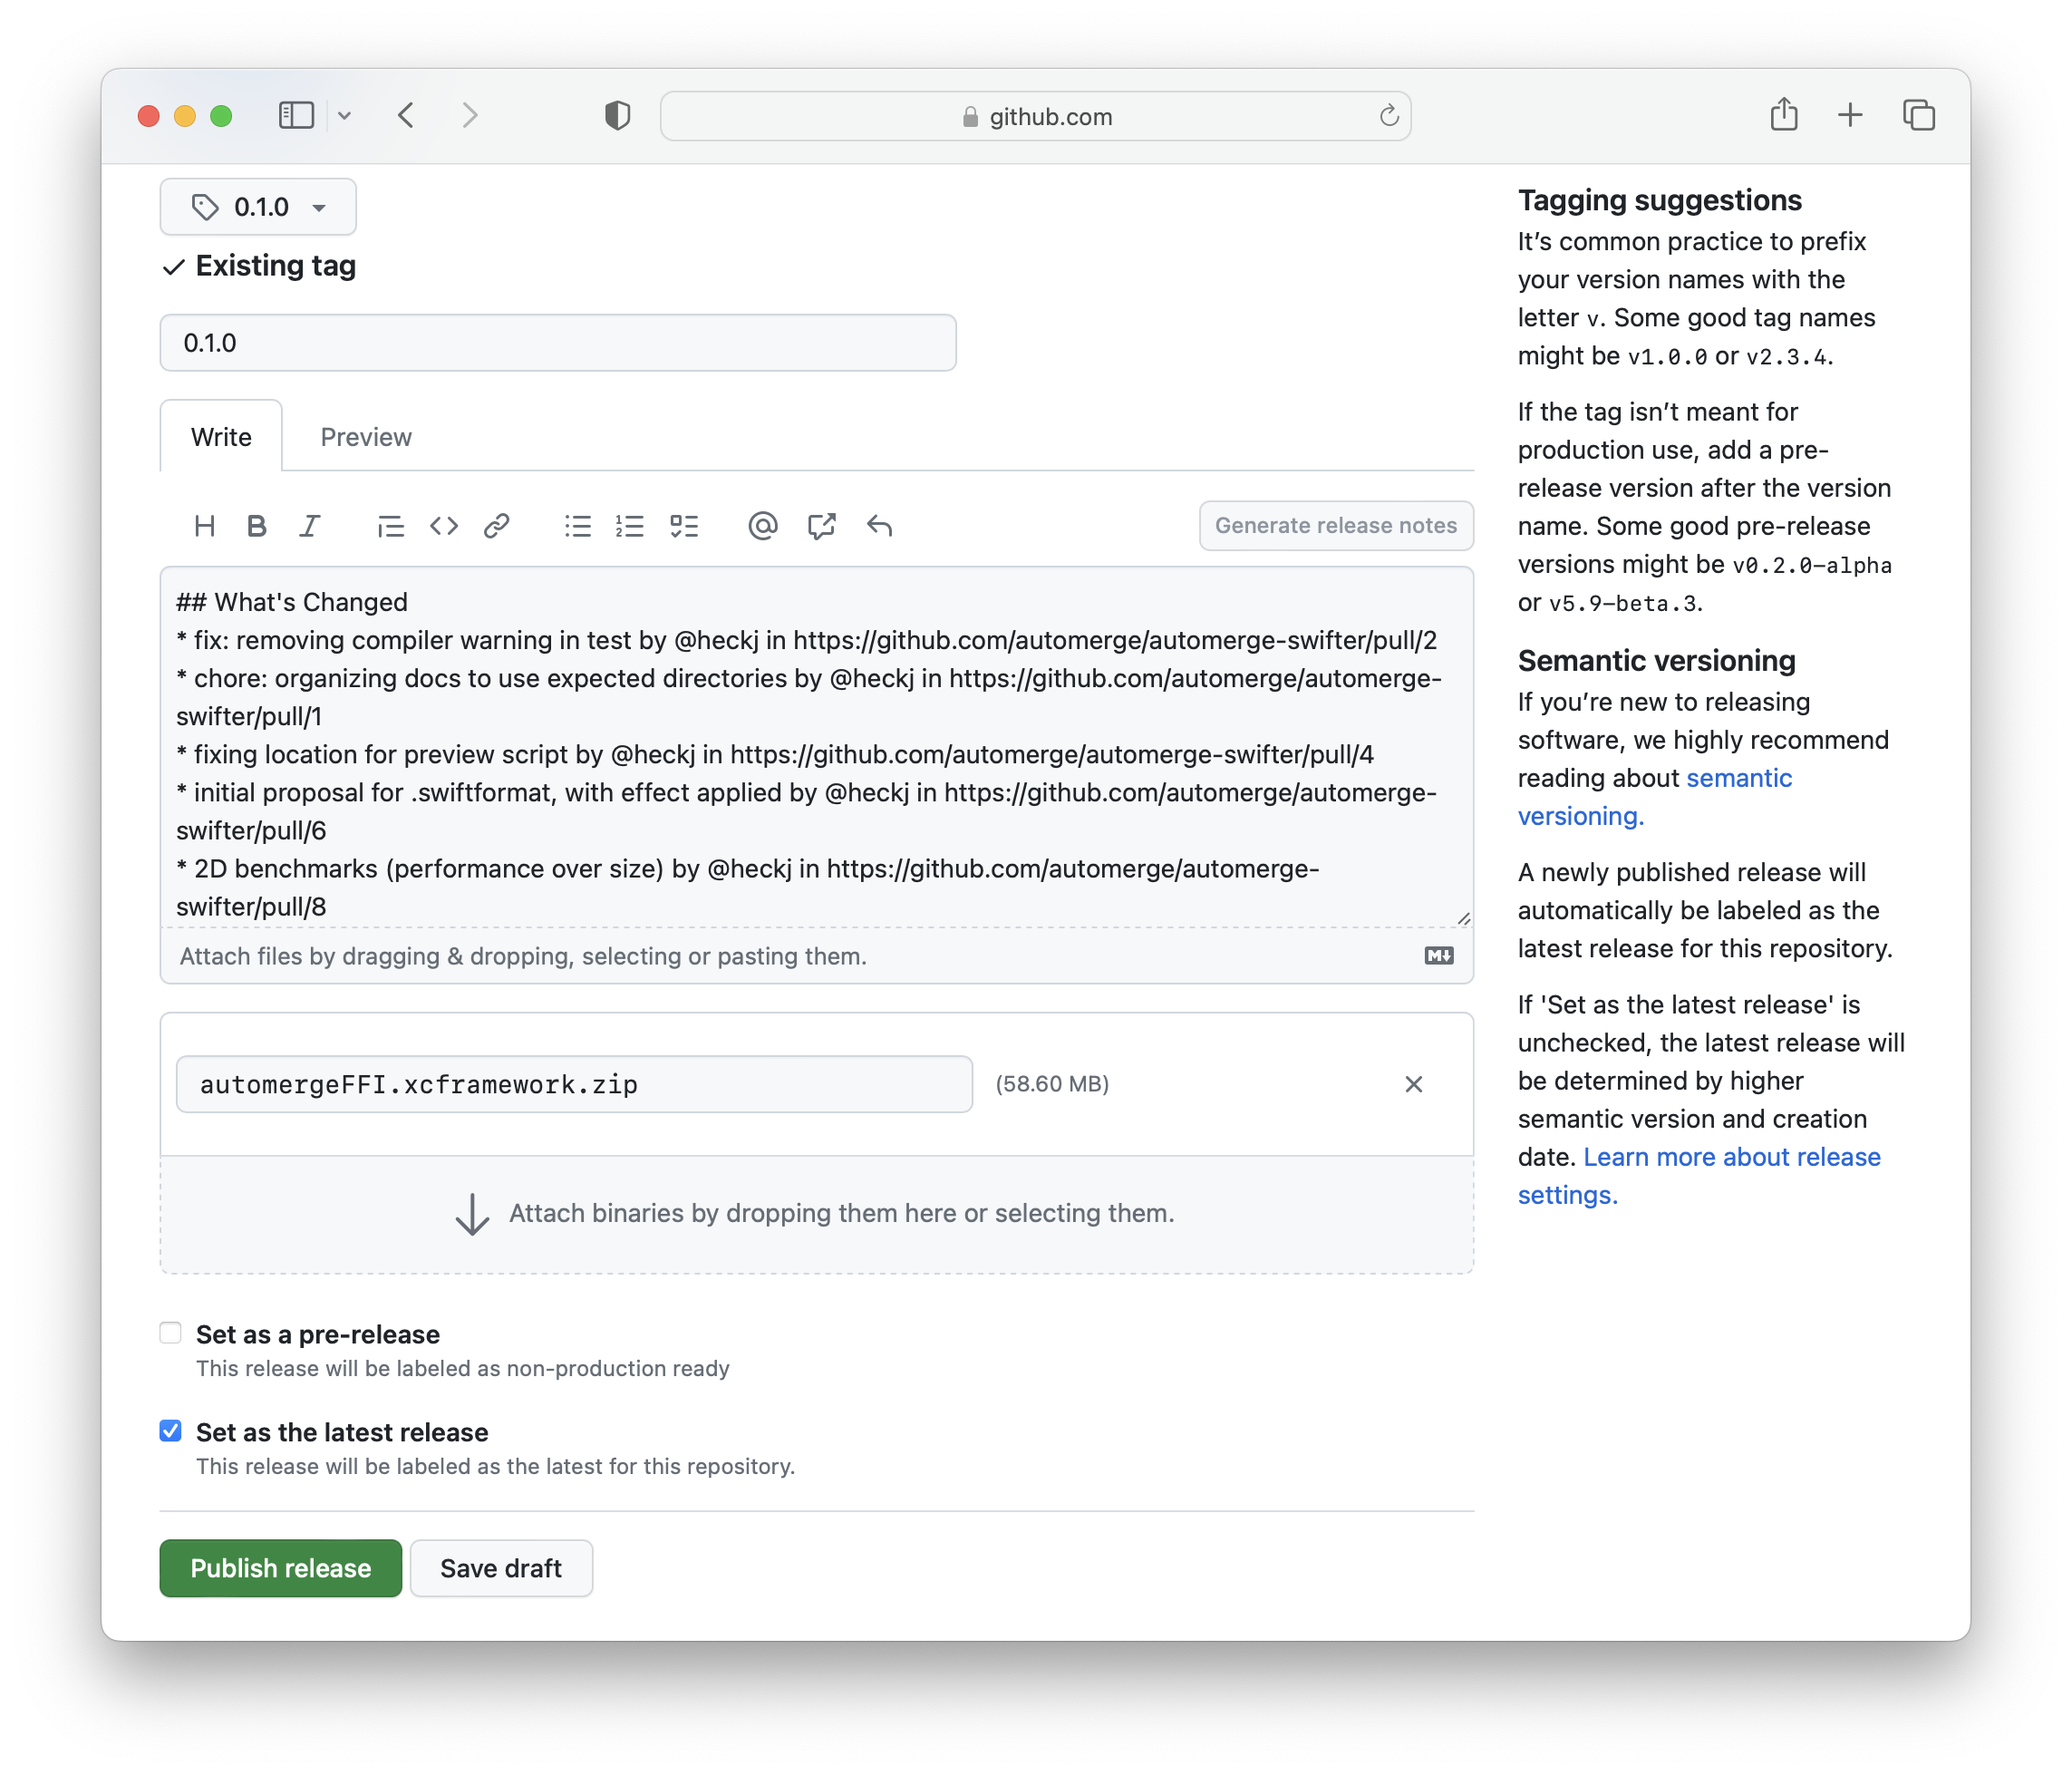 github.com
0.1.0
Existing tag
0.1.0
Write
Preview
Generate release notes
## What's Changed
* fix: removing compiler warning in test by @heckj in https://github.com/automerge/automerge-swifter/pull/2
* chore: organizing docs to use expected directories by @heckj in https://github.com/automerge/automerge-
swifter/pull/1
* fixing location for preview script by @heckj in https://github.com/automerge/automerge-swifter/pull/4
* initial proposal for .swiftformat, with effect applied by @heckj in https://github.com/automerge/automerge-
swifter/pull/6
* 2D benchmarks (performance over size) by @heckj in https://github.com/automerge/automerge-
swifter/pull/8
Attach files by dragging & dropping, selecting or pasting them.
automergeFFI.xcframework.zip
(58.60 MB)
Attach binaries by dropping them here or selecting them.
Set as a pre-release
This release will be labeled as non-production ready
Set as the latest release
This release will be labeled as the latest for this repository.
Publish release
Save draft
Tagging suggestions
It’s common practice to prefix
your version names with the
letter v. Some good tag names
might be v1.0.0 or v2.3.4.
If the tag isn’t meant for
production use, add a pre-
release version after the version
name. Some good pre-release
versions might be v0.2.0-alpha
or v5.9-beta.3.
Semantic versioning
If you’re new to releasing
software, we highly recommend
reading about semantic
versioning.
A newly published release will
automatically be labeled as the
latest release for this repository.
If 'Set as the latest release' is
unchecked, the latest release will
be determined by higher
semantic version and creation
date. Learn more about release
settings.